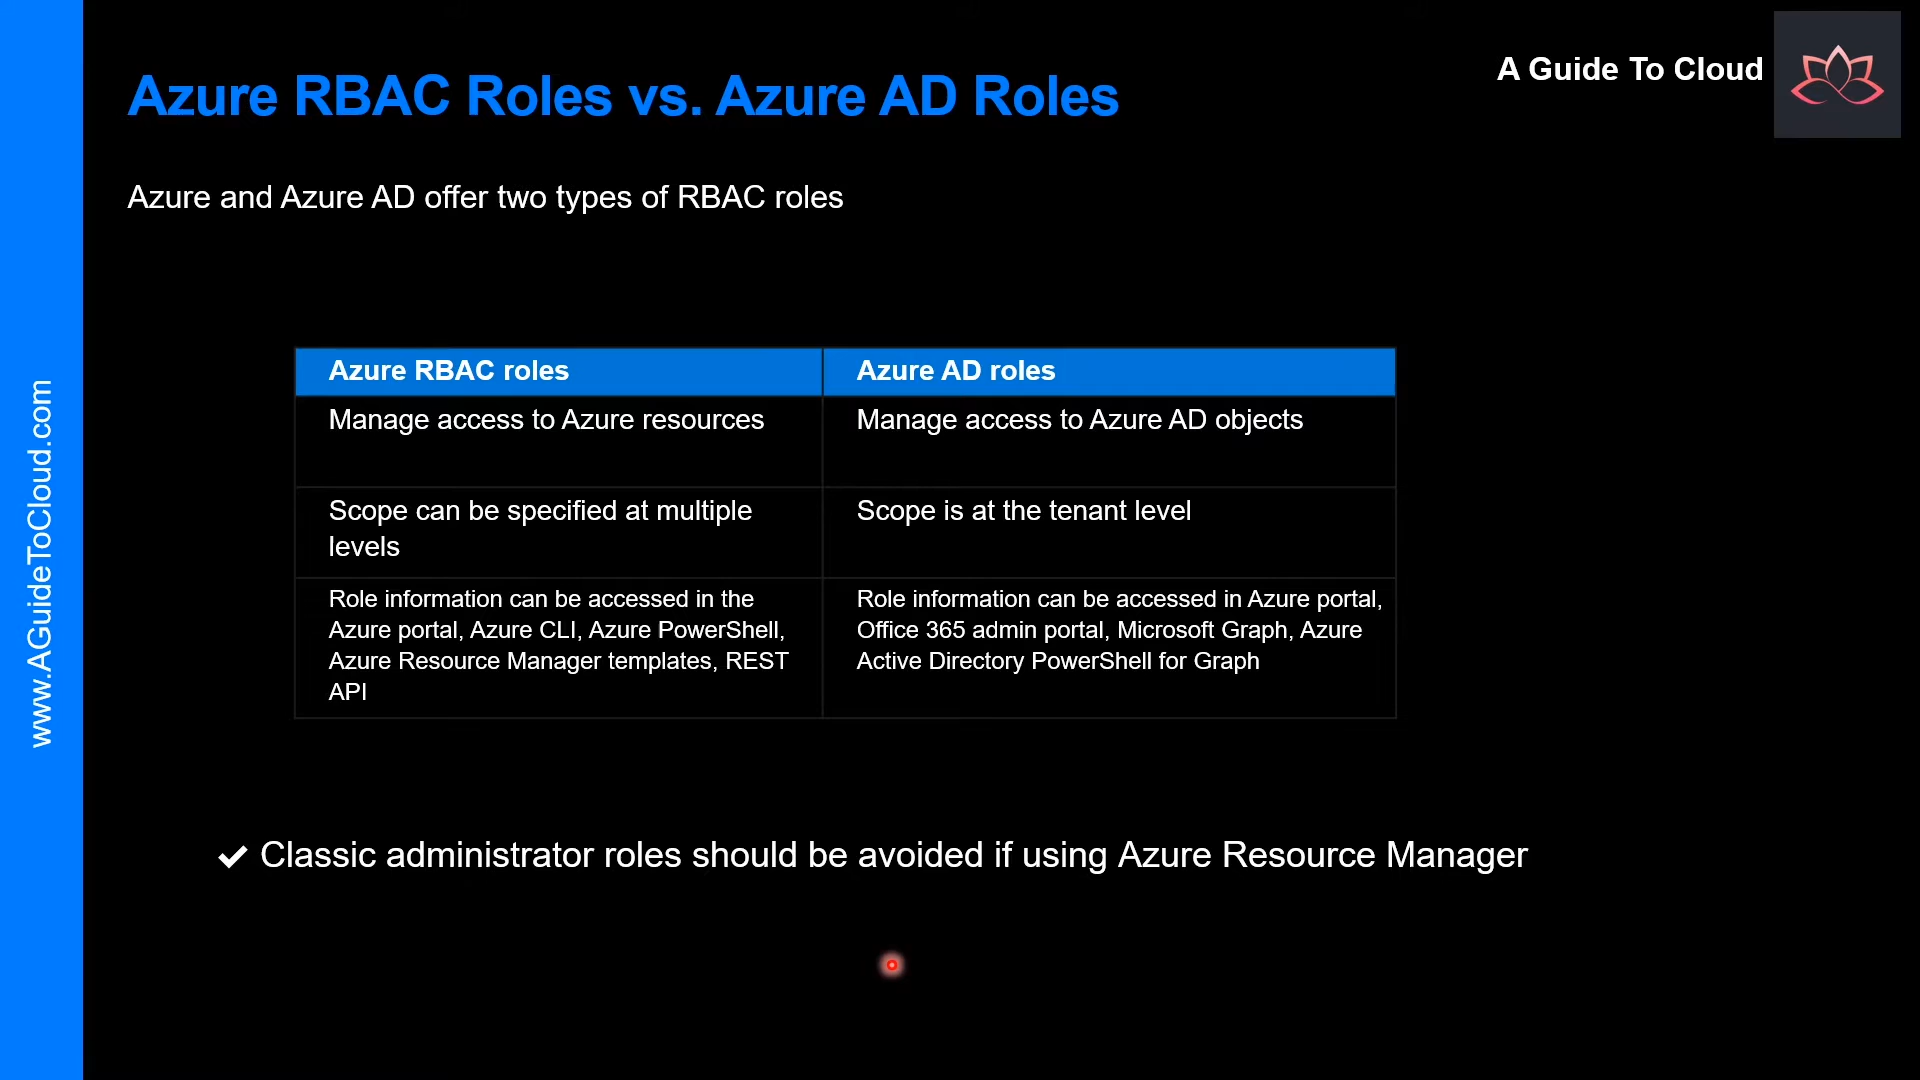 Azure RBAC Roles vs. Azure AD Roles
A Guide To Cloud
Azure and Azure AD offer two types of RBAC roles
www.AGuideToCloud.com
Azure RBAC roles
Azure AD roles
Manage access to Azure resources
Manage access to Azure AD objects
Scope can be specified at multiple
levels
Scope is at the tenant level
Role information can be accessed in the
Azure portal, Azure CLI, Azure PowerShell,
Azure Resource Manager templates, REST
API
Role information can be accessed in Azure portal,
Office 365 admin portal, Microsoft Graph, Azure
Active Directory PowerShell for Graph
✔ Classic administrator roles should be avoided if using Azure Resource Manager